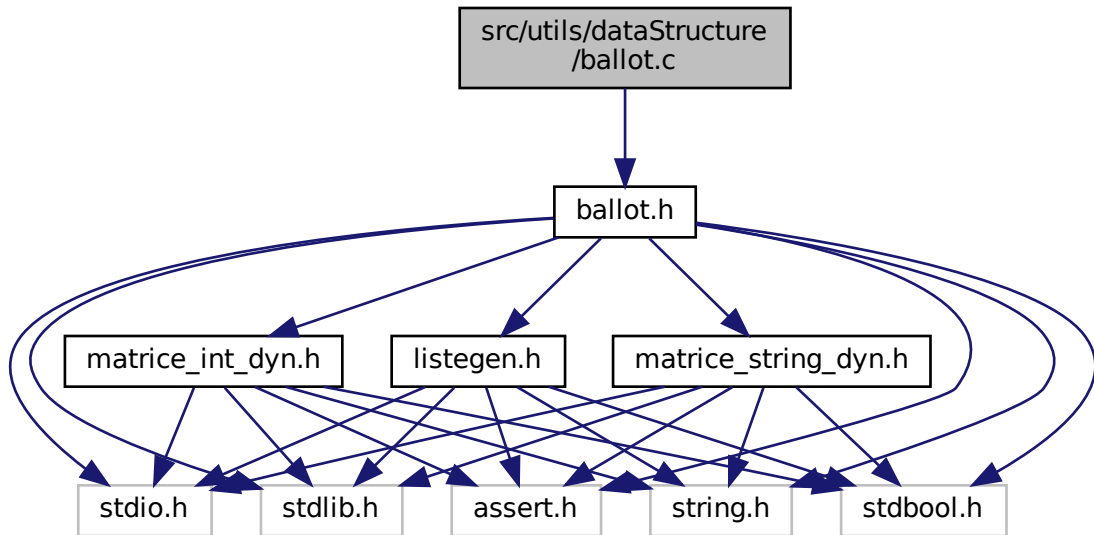 src/utils/dataStructure
/ballot.c
ballot.h
matrice_int_dyn.h
listegen.h
matrice_string_dyn.h
stdio.h
stdlib.h
assert.h
string.h
stdbool.h